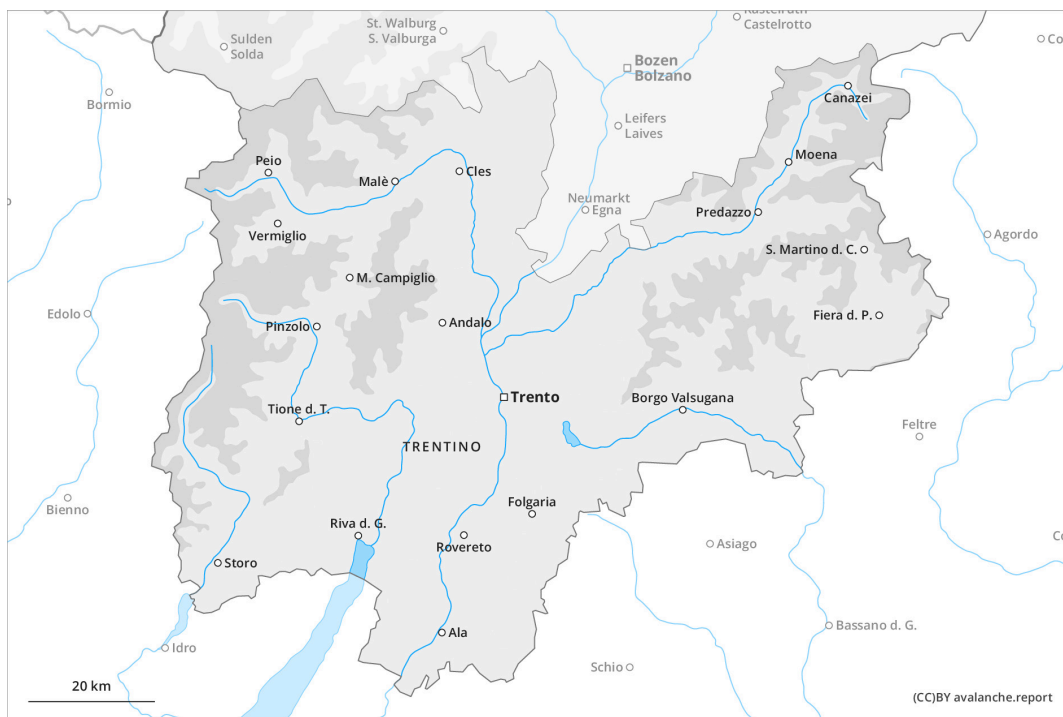 Kastelruth
Castelrotto
St. Walburg
S. Valburga
Sulden
Solda
Co
Bozen
Bolzano
Bormio
Canazei
Leifers
Laives
Moena
Peio
Malè
Cles
Neumarkt
Egna
Predazzo
Vermiglio
Agordo
S. Martino d. C.
M. Campiglio
Edolo
Pinzolo
Andalo
Fiera d. P.
Trento
Borgo Valsugana
Tione d. T.
Feltre
TRENTINO
Bienno
Folgaria
Riva d. G.
Rovereto
Asiago
Co
Storo
Ala
Bassano d. G.
Idro
Schio
20 km
(CC)BY avalanche.report